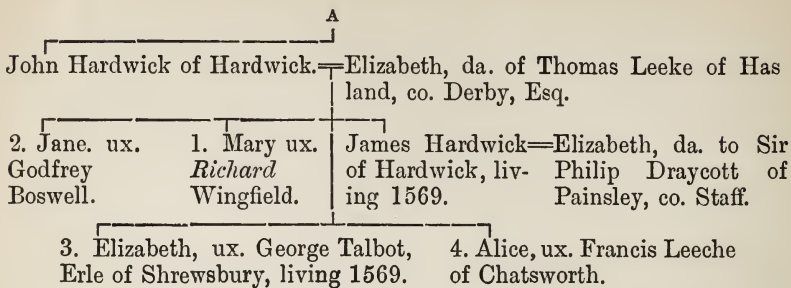 A
John Hardwick of Hardwick.=Elizabeth, da. of Thomas Leeke of Has
land, co. Derby, Esq.
2. Jane. ux. Godfrey Boswell.
1. Mary ux. Richard Wingfield.
James Hardwick=Elizabeth, da. to Sir
of Hardwick, liv- Philip Draycott of
ing 1569. Painsley, co. Staff.
3. Elizabeth, ux. George Talbot,
Erle of Shrewsbury, living 1569.
4. Alice, ux. Francis Leeche
of Chatsworth.